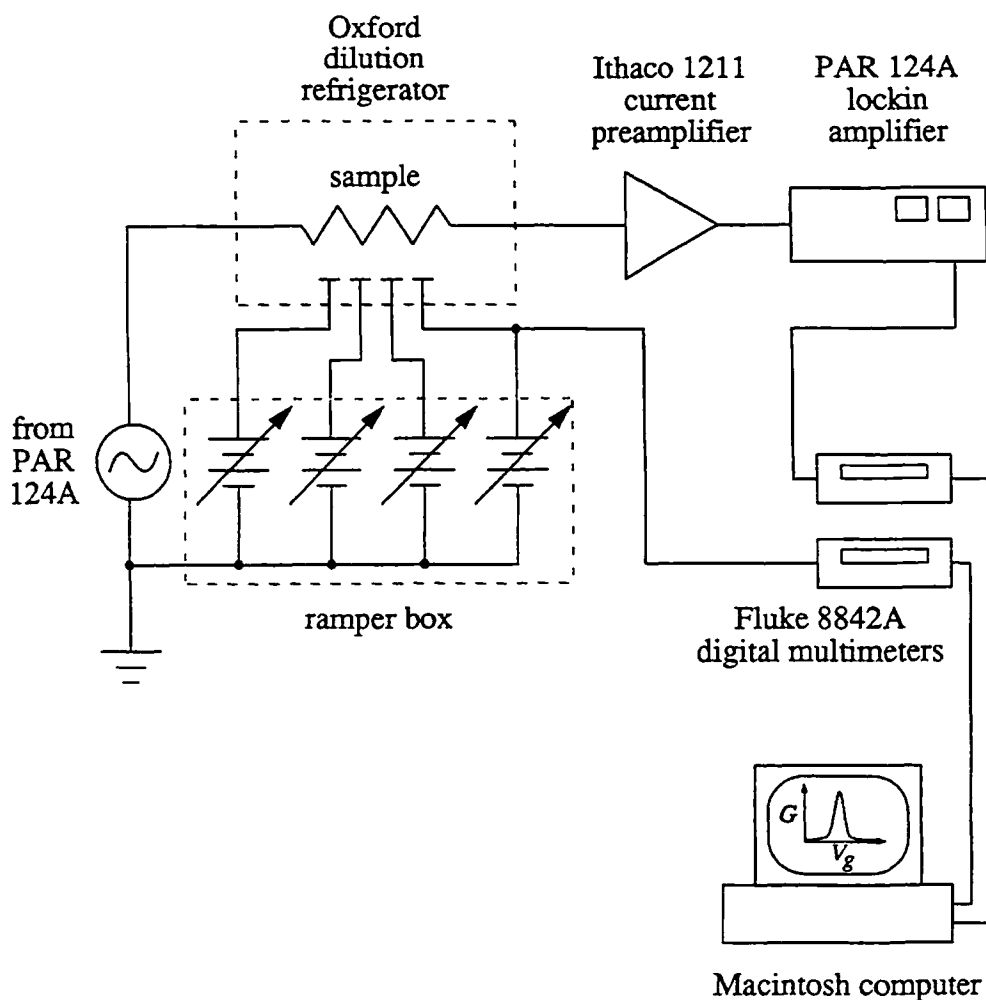 Oxford
dilution
refrigerator
Ithaco 1211
current
preamplifier
PAR 124A
lockin
amplifier
sample
from
PAR
124A
ramper box
Fluke 8842A
digital multimeters
G
Vg
Macintosh computer